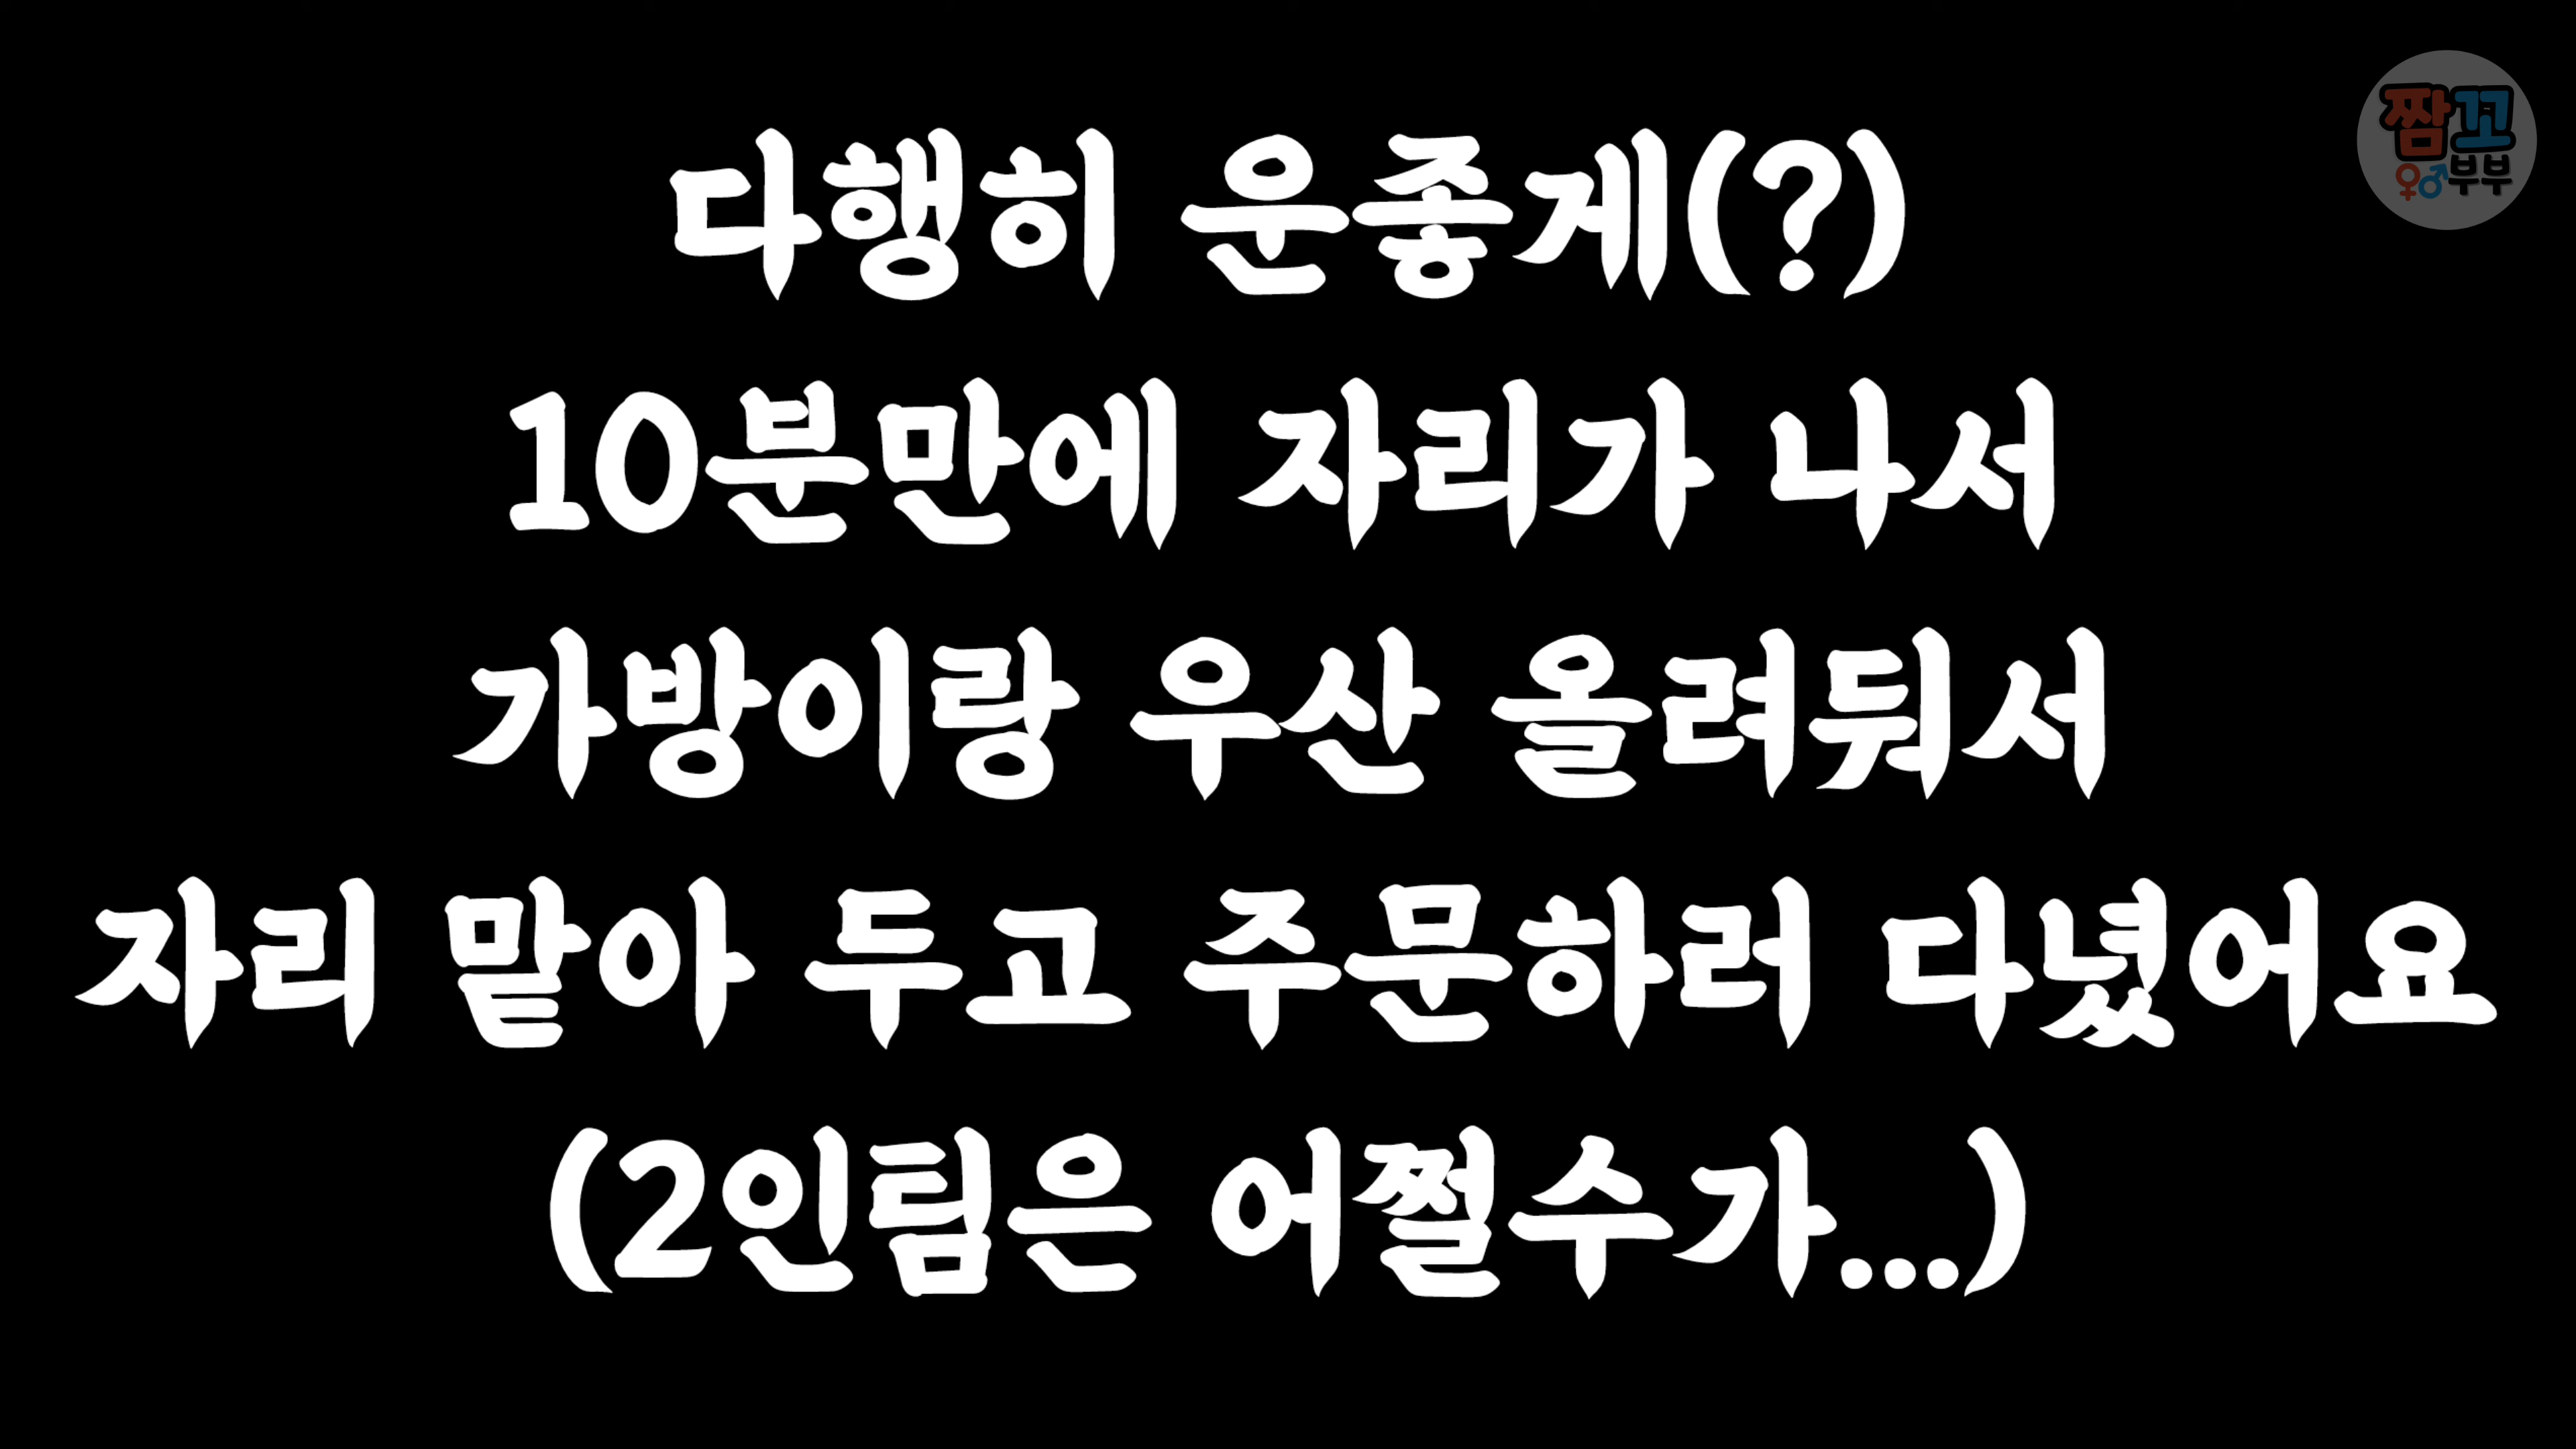 짬꼬
부부
다행히 운좋게(?)
10분만에 자리가 나서
가방이랑 우산 올려둬서
자리 맡아 두고 주문하러 다녔어요
(2인팀은 어쩔수가...)